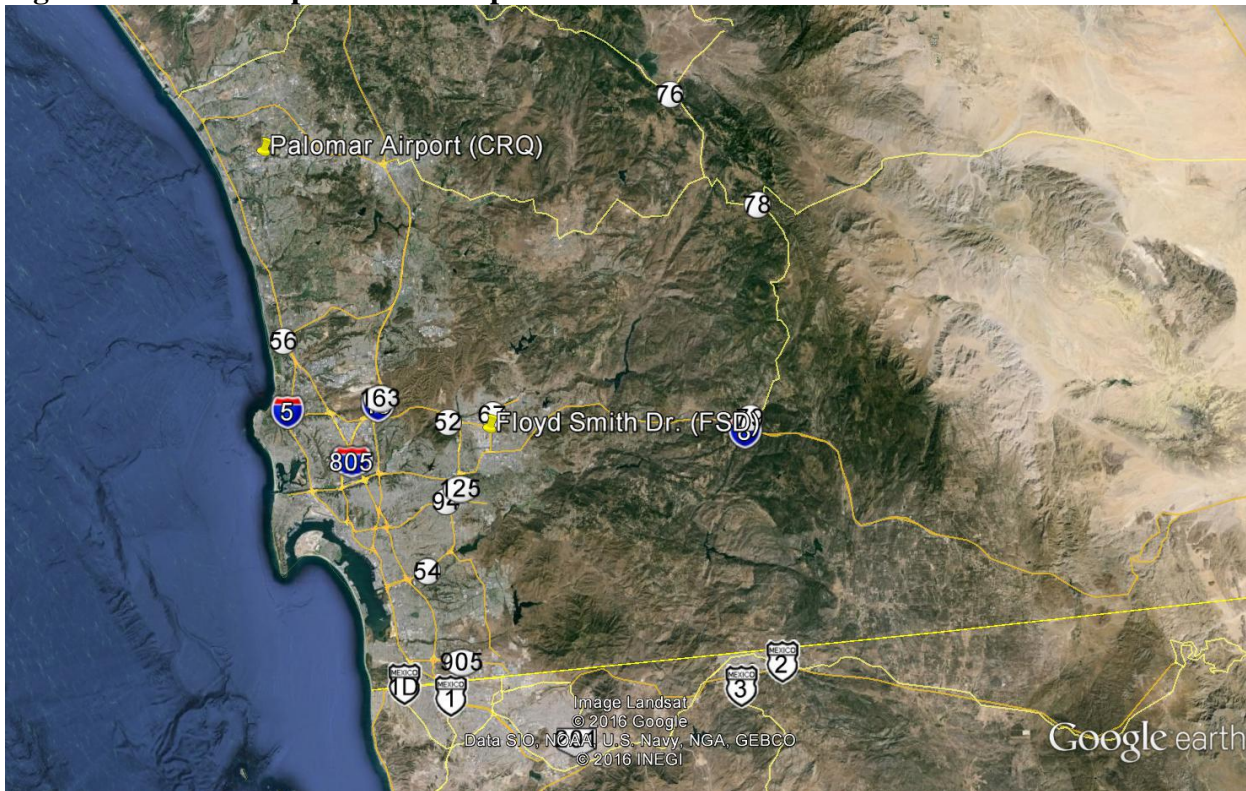 76
Palomar Airport (CRQ)
78
56
5
163
52
67
Floyd Smith Dr. (FSD)
8
805
125
94
54
905
MEXICO
1D
MEXICO
1
MEXICO
2
MEXICO
3
Image Landsat
© 2016 Google
Data SIO, NOAA, U.S. Navy, NGA, GEBCO
© 2016 INEGI
Google earth